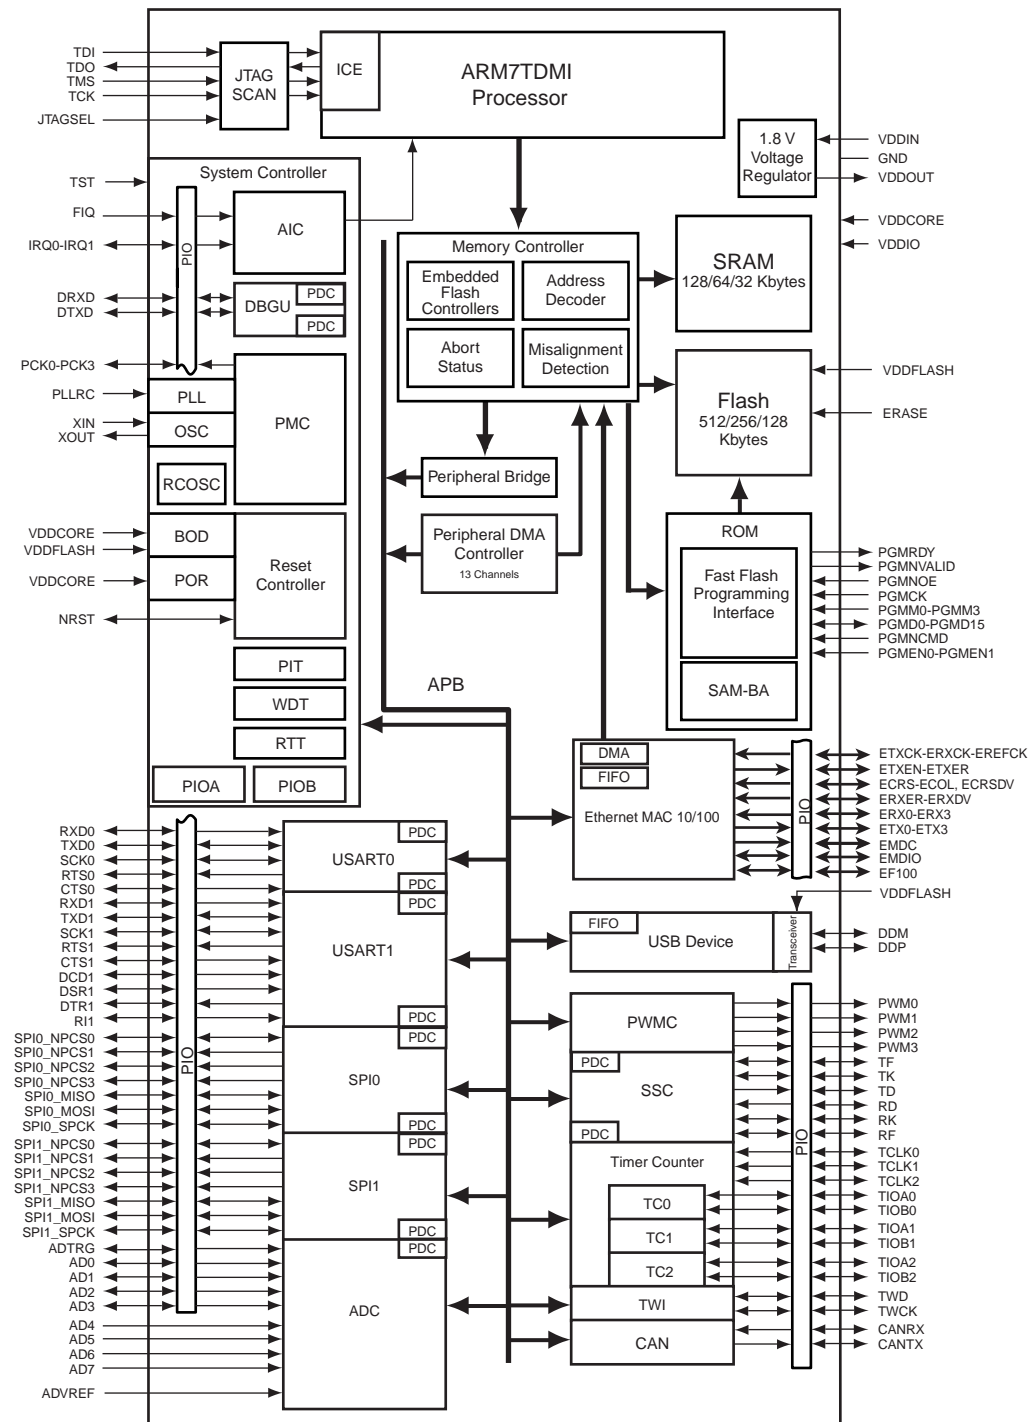 TDI
TDO
TMS
TCK
JTAGSEL
JTAG
SCAN
ICE
ARM7TDMI
Processor
1.8 V
Voltage
Regulator
VDDIN
GND
VDDOUT
VDDCORE
VDDIO
System Controller
TST
FIQ
IRQ0-IRQ1
PIO
AIC
DRXD
DTXD
DBGU
PDC
PDC
PCK0-PCK3
PLLRC
PLL
XIN
XOUT
OSC
PMC
RCOSC
VDDCORE
VDDFLASH
BOD
VDDCORE
POR
Reset
Controller
NRST
PIT
WDT
RTT
PIOA
PIOB
Memory Controller
Embedded
Flash
Controllers
Address
Decoder
Abort
Status
Misalignment
Detection
SRAM
128/64/32 Kbytes
Flash
512/256/128
Kbytes
VDDFLASH
ERASE
Peripheral Bridge
Peripheral DMA
Controller
13 Channels
ROM
Fast Flash
Programming
Interface
SAM-BA
PGMRDY
PGMNVALID
PGMNOE
PGMCK
PGMM0-PGMM3
PGMD0-PGMD15
PGMNCMD
PGMEN0-PGMEN1
APB
DMA
FIFO
Ethernet MAC 10/100
PIO
ETXCK-ERXCK-EREFCK
ETXEN-ETXER
ECRS-ECOL, ECRSDV
ERXER-ERXDV
ERX0-ERX3
ETX0-ETX3
EMDC
EMDIO
EF100
VDDFLASH
FIFO
USB Device
Transceiver
DDM
DDP
RXD0
TXD0
SCK0
RTS0
CTS0
RXD1
TXD1
SCK1
RTS1
CTS1
DCD1
DSR1
DTR1
RI1
SPI0_NPCS0
SPI0_NPCS1
SPI0_NPCS2
SPI0_NPCS3
SPI0_MISO
SPI0_MOSI
SPI0_SPCK
SPI1_NPCS0
SPI1_NPCS1
SPI1_NPCS2
SPI1_NPCS3
SPI1_MISO
SPI1_MOSI
SPI1_SPCK
ADTRG
AD0
AD1
AD2
AD3
AD4
AD5
AD6
AD7
ADVREF
PIO
PDC
USART0
PDC
PDC
USART1
PDC
PDC
SPI0
PDC
PDC
SPI1
PDC
PDC
ADC
PWMC
PDC
SSC
PDC
Timer Counter
TC0
TC1
TC2
TWI
CAN
PIO
PWM0
PWM1
PWM2
PWM3
TF
TK
TD
RD
RK
RF
TCLK0
TCLK1
TCLK2
TIOA0
TIOB0
TIOA1
TIOB1
TIOA2
TIOB2
TWD
TWCK
CANRX
CANTX